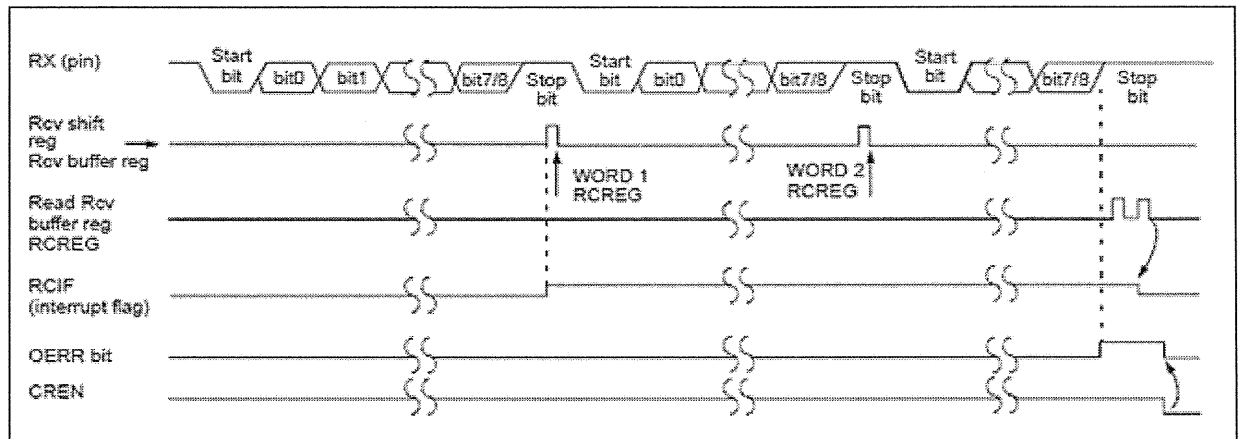 RX (pin)
Start
bit
bit0
bit1
bit7/8
Stop
bit
Start
bit
bit0
bit7/8
Stop
bit
Start
bit
bit7/8
Stop
bit
Rcv shift
reg
Rcv buffer reg
WORD 1
RCREG
WORD 2
RCREG
Read Rcv
buffer reg
RCREG
RCIF
(interrupt flag)
OERR bit
CREN